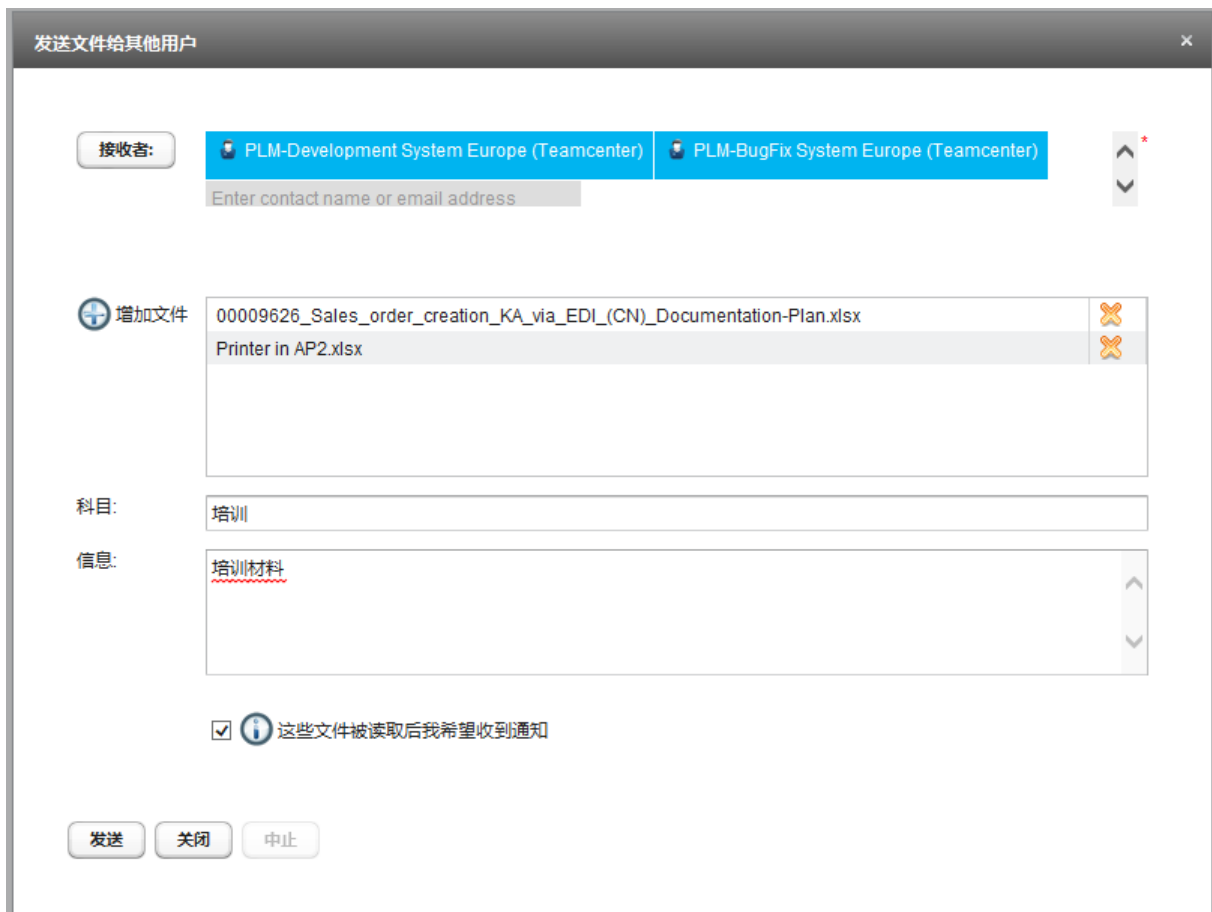 发送文件给其他用户
×
接收者:
PLM-Development System Europe (Teamcenter)
PLM-BugFix System Europe (Teamcenter)
*
Enter contact name or email address
增加文件
00009626_Sales_order_creation_KA_via_EDI_(CN)_Documentation-Plan.xlsx
Printer in AP2.xlsx
科目:
培训
信息:
培训材料
这些文件被读取后我希望收到通知
发送
关闭
中止